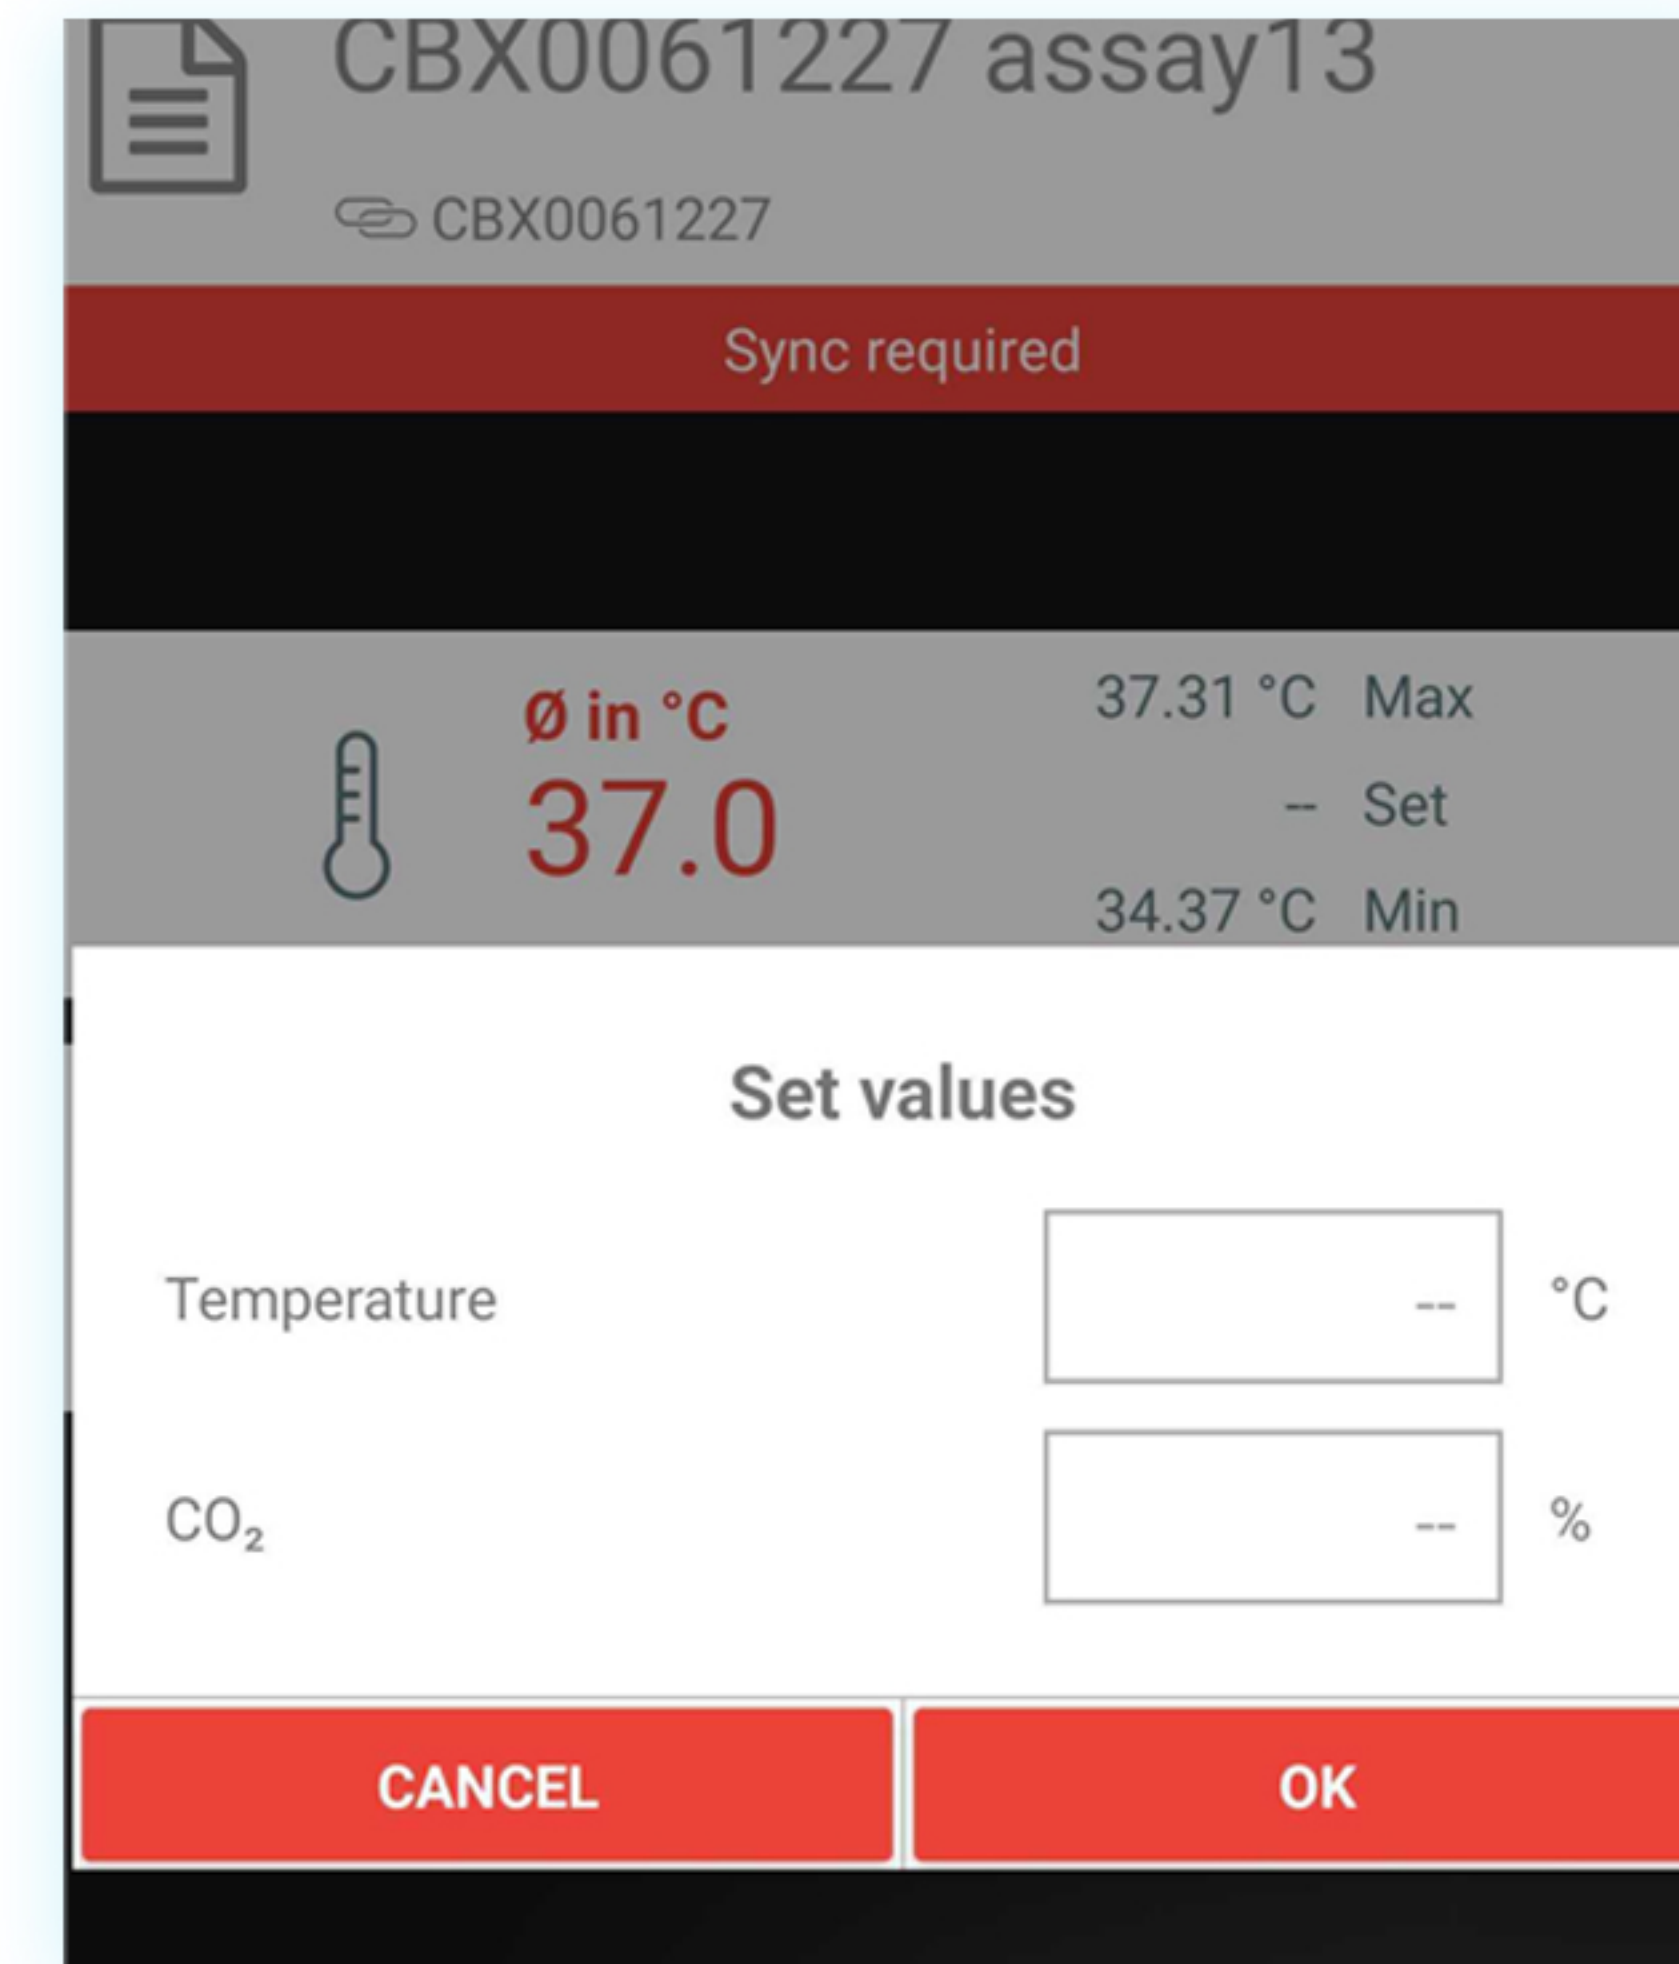 CBX0061227 assay13
CBX0061227
Sync required
Ø in °C
37.0
37.31 °C Max
-- Set
34.37 °C Min
Set values
Temperature -- °C
CO₂ -- %
CANCEL OK